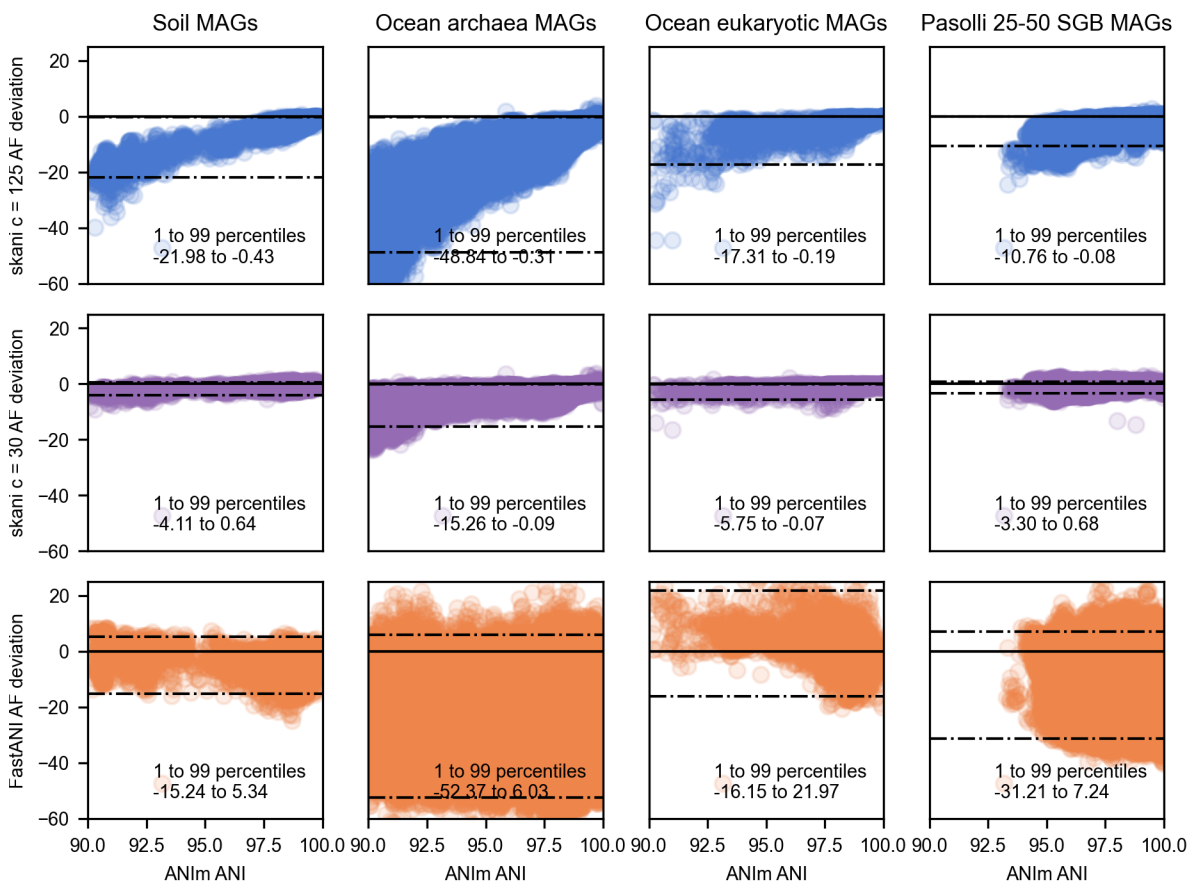 Soil MAGs
Ocean archaea MAGs
Ocean eukaryotic MAGs
Pasolli 25-50 SGB MAGs
skani c = 125 AF deviation
20
0
−20
−40
−60
1 to 99 percentiles
-21.98 to -0.43
1 to 99 percentiles
-48.84 to -0.31
1 to 99 percentiles
-17.31 to -0.19
1 to 99 percentiles
-10.76 to -0.08
skani c = 30 AF deviation
20
0
−20
−40
−60
1 to 99 percentiles
-4.11 to 0.64
1 to 99 percentiles
-15.26 to -0.09
1 to 99 percentiles
-5.75 to -0.07
1 to 99 percentiles
-3.30 to 0.68
FastANI AF deviation
20
0
−20
−40
−60
1 to 99 percentiles
-15.24 to 5.34
1 to 99 percentiles
-52.37 to 6.03
1 to 99 percentiles
-16.15 to 21.97
1 to 99 percentiles
-31.21 to 7.24
90.0 92.5 95.0 97.5 100.0
90.0 92.5 95.0 97.5 100.0
90.0 92.5 95.0 97.5 100.0
90.0 92.5 95.0 97.5 100.0
ANIm ANI
ANIm ANI
ANIm ANI
ANIm ANI